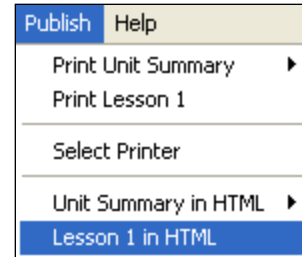 Publish Help
Print Unit Summary
Print Lesson 1
Select Printer
Unit Summary in HTML
Lesson 1 in HTML